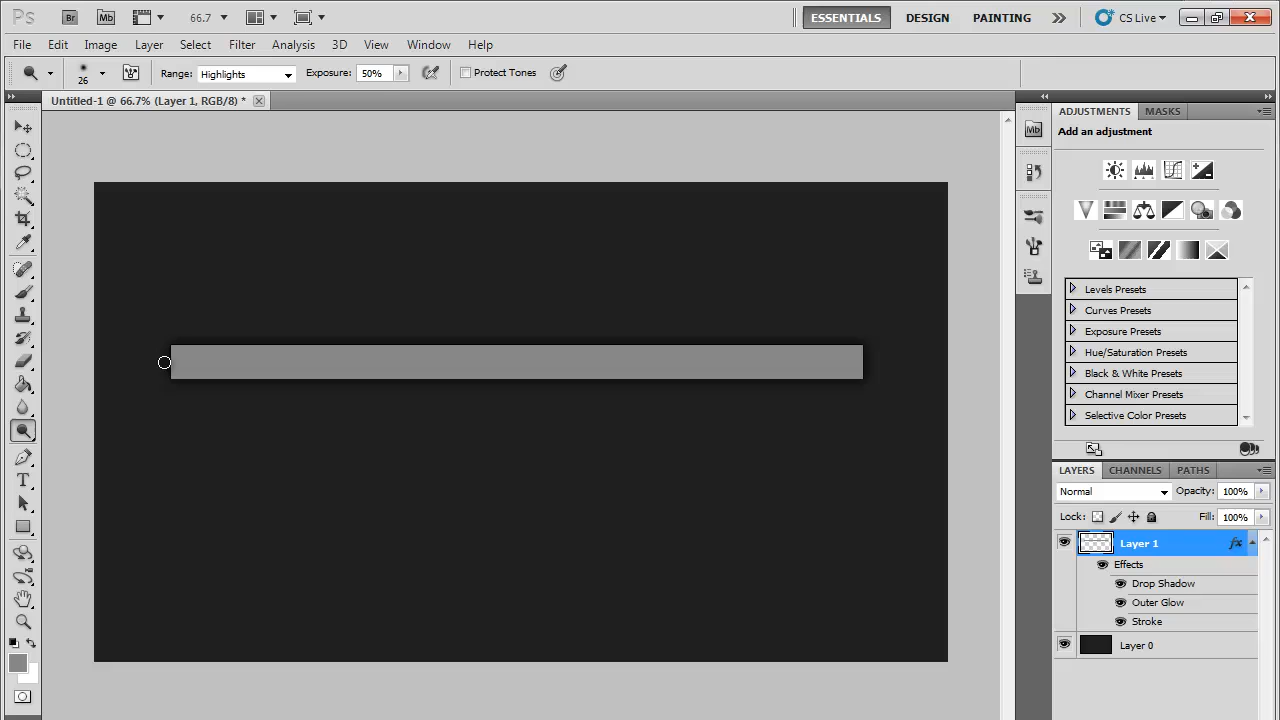 Ps Br Mb 66.7 ESSENTIALS DESIGN PAINTING CS Live
File Edit Image Layer Select Filter Analysis 3D View Window Help
26 Range: Highlights Exposure: 50% Protect Tones
Untitled-1 @ 66.7% (Layer 1, RGB/8) *
ADJUSTMENTS MASKS
Mb
Add an adjustment
Levels Presets
Curves Presets
Exposure Presets
Hue/Saturation Presets
Black & White Presets
Channel Mixer Presets
Selective Color Presets
LAYERS CHANNELS PATHS
Normal Opacity: 100%
Lock: Fill: 100%
Layer 1 fx
Effects
Drop Shadow
Outer Glow
Stroke
Layer 0